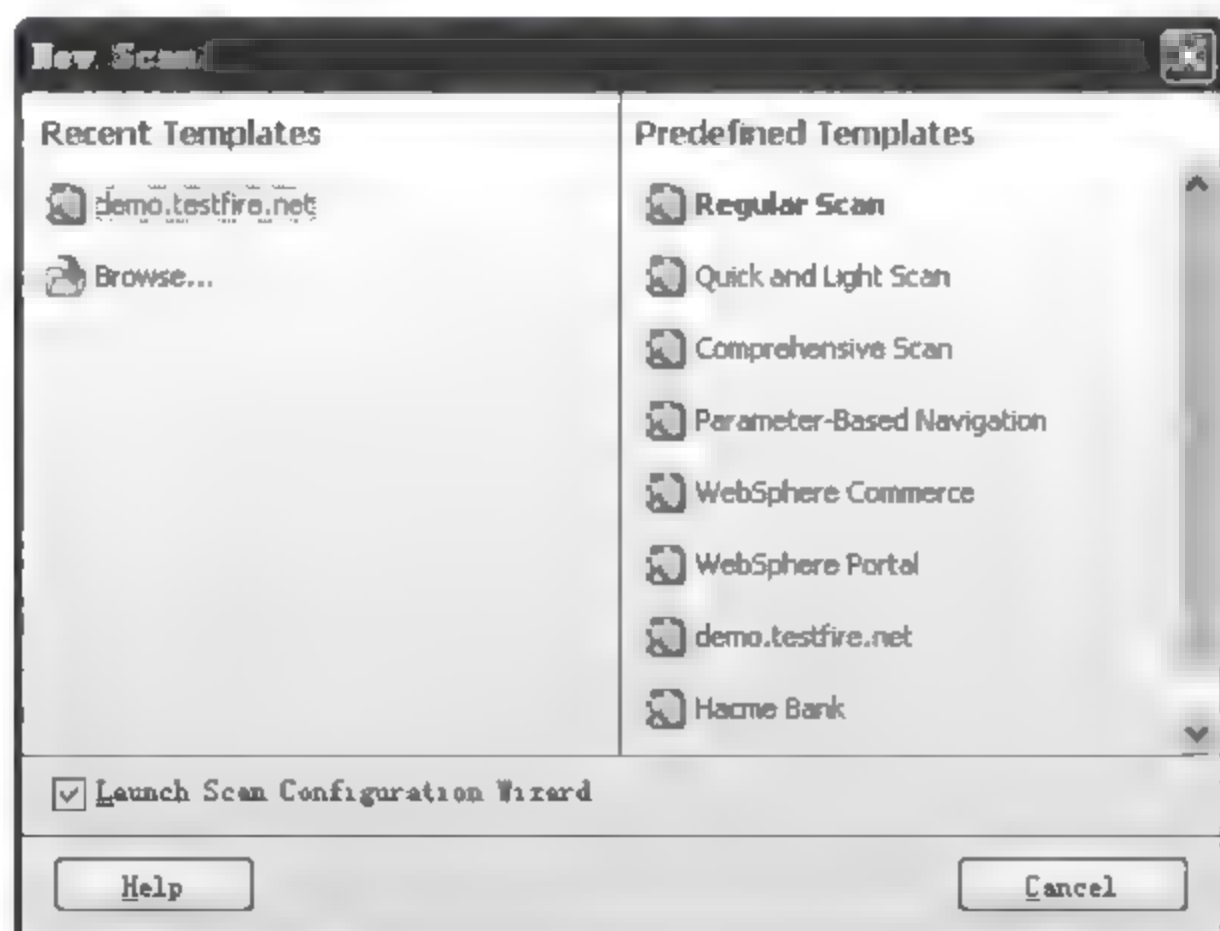 New Scan
Recent Templates
demo.testfire.net
Browse...
Predefined Templates
Regular Scan
Quick and Light Scan
Comprehensive Scan
Parameter-Based Navigation
WebSphere Commerce
WebSphere Portal
demo.testfire.net
Hacme Bank
Launch Scan Configuration Wizard
Help
Cancel